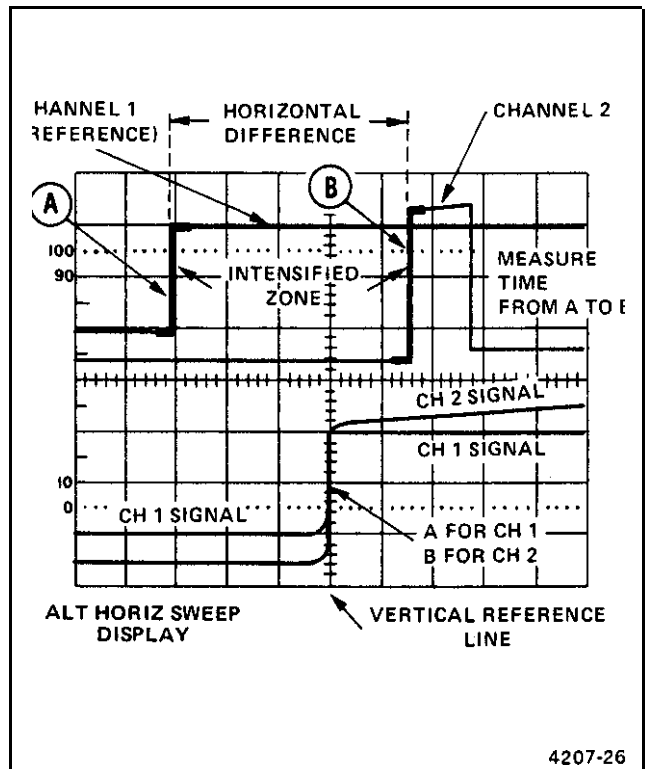 HANNEL 1
REFERENCE)
HORIZONTAL
DIFFERENCE
CHANNEL 2
A
B
100
90
INTENSIFIED
ZONE
MEASURE
TIME
FROM A TO
CH 2 SIGNAL
CH 1 SIGNAL
10
0
CH 1 SIGNAL
A FOR CH 1
B FOR CH 2
ALT HORIZ SWEEP
DISPLAY
VERTICAL REFERENCE
LINE
4207-26